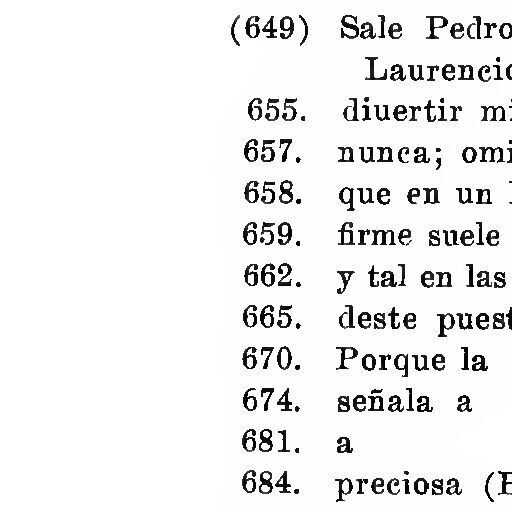 (649) Sale Pedro
Laurencio
655. diuertir mi
657. nunca; omi
658. que en un
659. firme suele
662. y tal en las
665. deste puest
670. Porque la
674. señala a
681. a
684. preciosa (